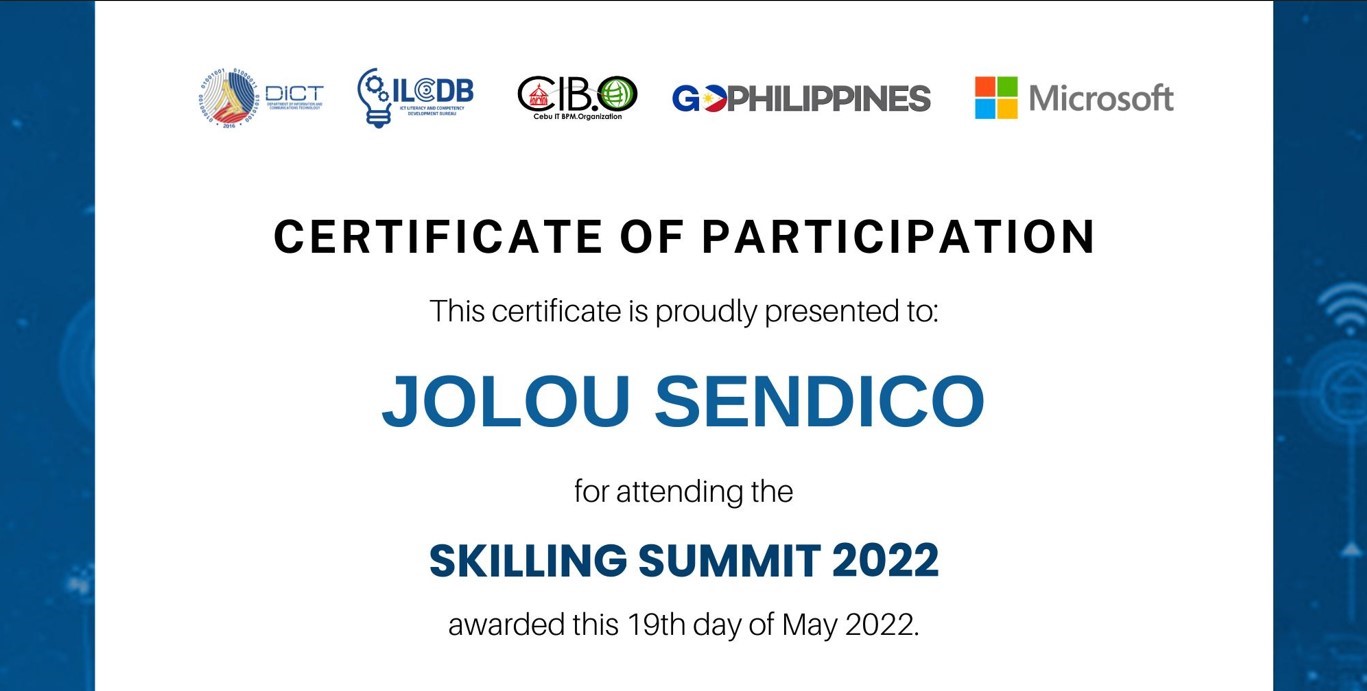 DICT
DEPARTMENT OF INFORMATION AND
COMMUNICATIONS TECHNOLOGY
2016
ILCDB
ICT LITERACY AND COMPETENCY
DEVELOPMENT BUREAU
CIB.O
Cebu IT BPM.Organization
GOPHILIPPINES
Microsoft
CERTIFICATE OF PARTICIPATION
This certificate is proudly presented to:
JOLOU SENDICO
for attending the
SKILLING SUMMIT 2022
awarded this 19th day of May 2022.